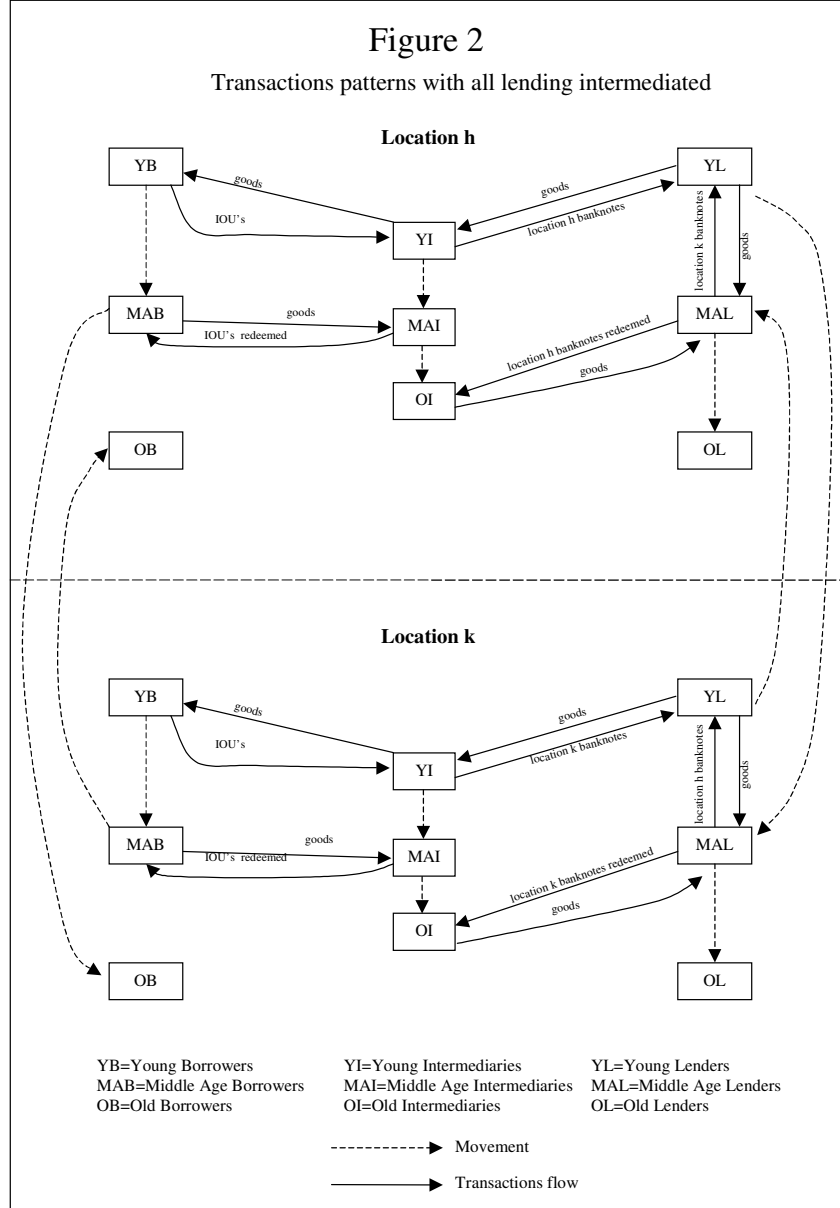 Figure 2
Transactions patterns with all lending intermediated
Location h
YB
YL
goods
goods
location h banknotes
IOU's
YI
location k banknotes
goods
MAB
goods
MAI
MAL
IOU's redeemed
location h banknotes redeemed
goods
OI
OB
OL
Location k
YB
YL
goods
goods
location k banknotes
IOU's
YI
location h banknotes
goods
MAB
goods
MAI
MAL
IOU's redeemed
location k banknotes redeemed
goods
OI
OB
OL
YB=Young Borrowers
YI=Young Intermediaries
YL=Young Lenders
MAB=Middle Age Borrowers
MAI=Middle Age Intermediaries
MAL=Middle Age Lenders
OB=Old Borrowers
OI=Old Intermediaries
OL=Old Lenders
Movement
Transactions flow